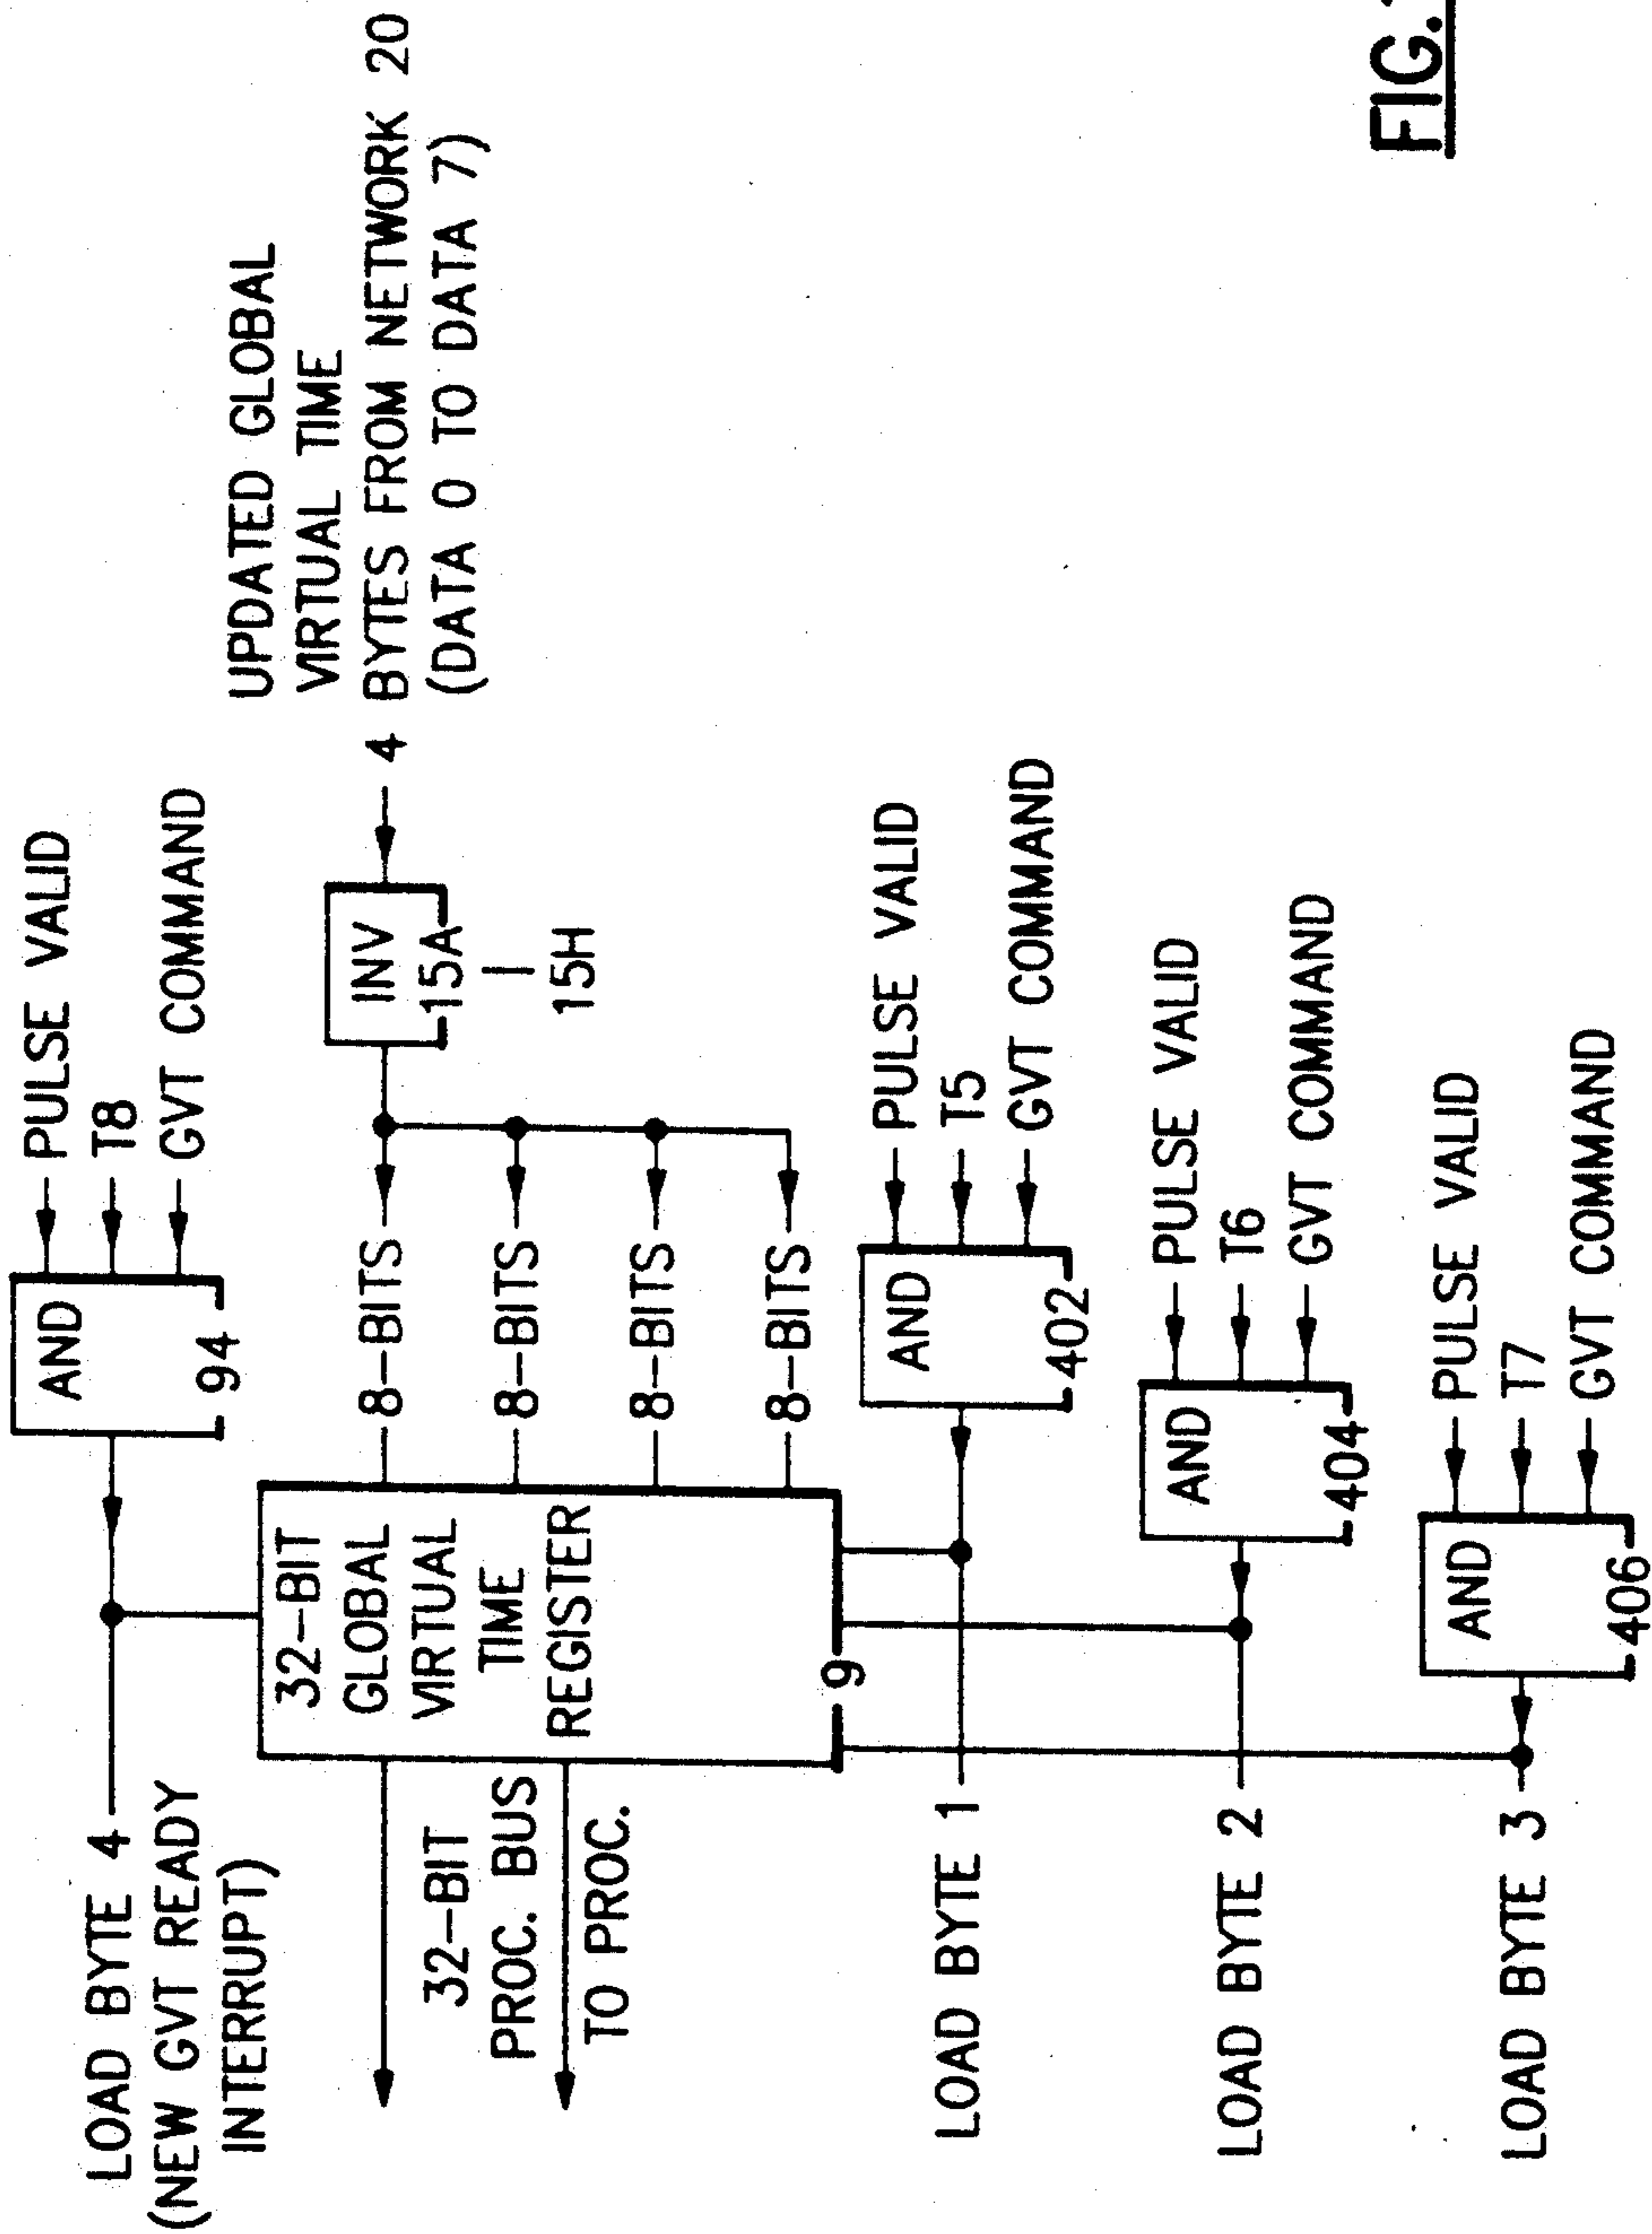 LOAD BYTE 4
(NEW GVT READY
INTERRUPT)
AND
94
PULSE VALID
T8
GVT COMMAND
32-BIT
GLOBAL
VIRTUAL
TIME
REGISTER
9
32-BIT
PROC. BUS
TO PROC.
8-BITS
8-BITS
8-BITS
8-BITS
INV
15A
15H
UPDATED GLOBAL
VIRTUAL TIME
4 BYTES FROM NETWORK 20
(DATA 0 TO DATA 7)
LOAD BYTE 1
AND
402
PULSE VALID
T5
GVT COMMAND
LOAD BYTE 2
AND
404
PULSE VALID
T6
GVT COMMAND
LOAD BYTE 3
AND
406
PULSE VALID
T7
GVT COMMAND
FIG.